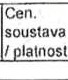 Cen.
soustava
/ platnost